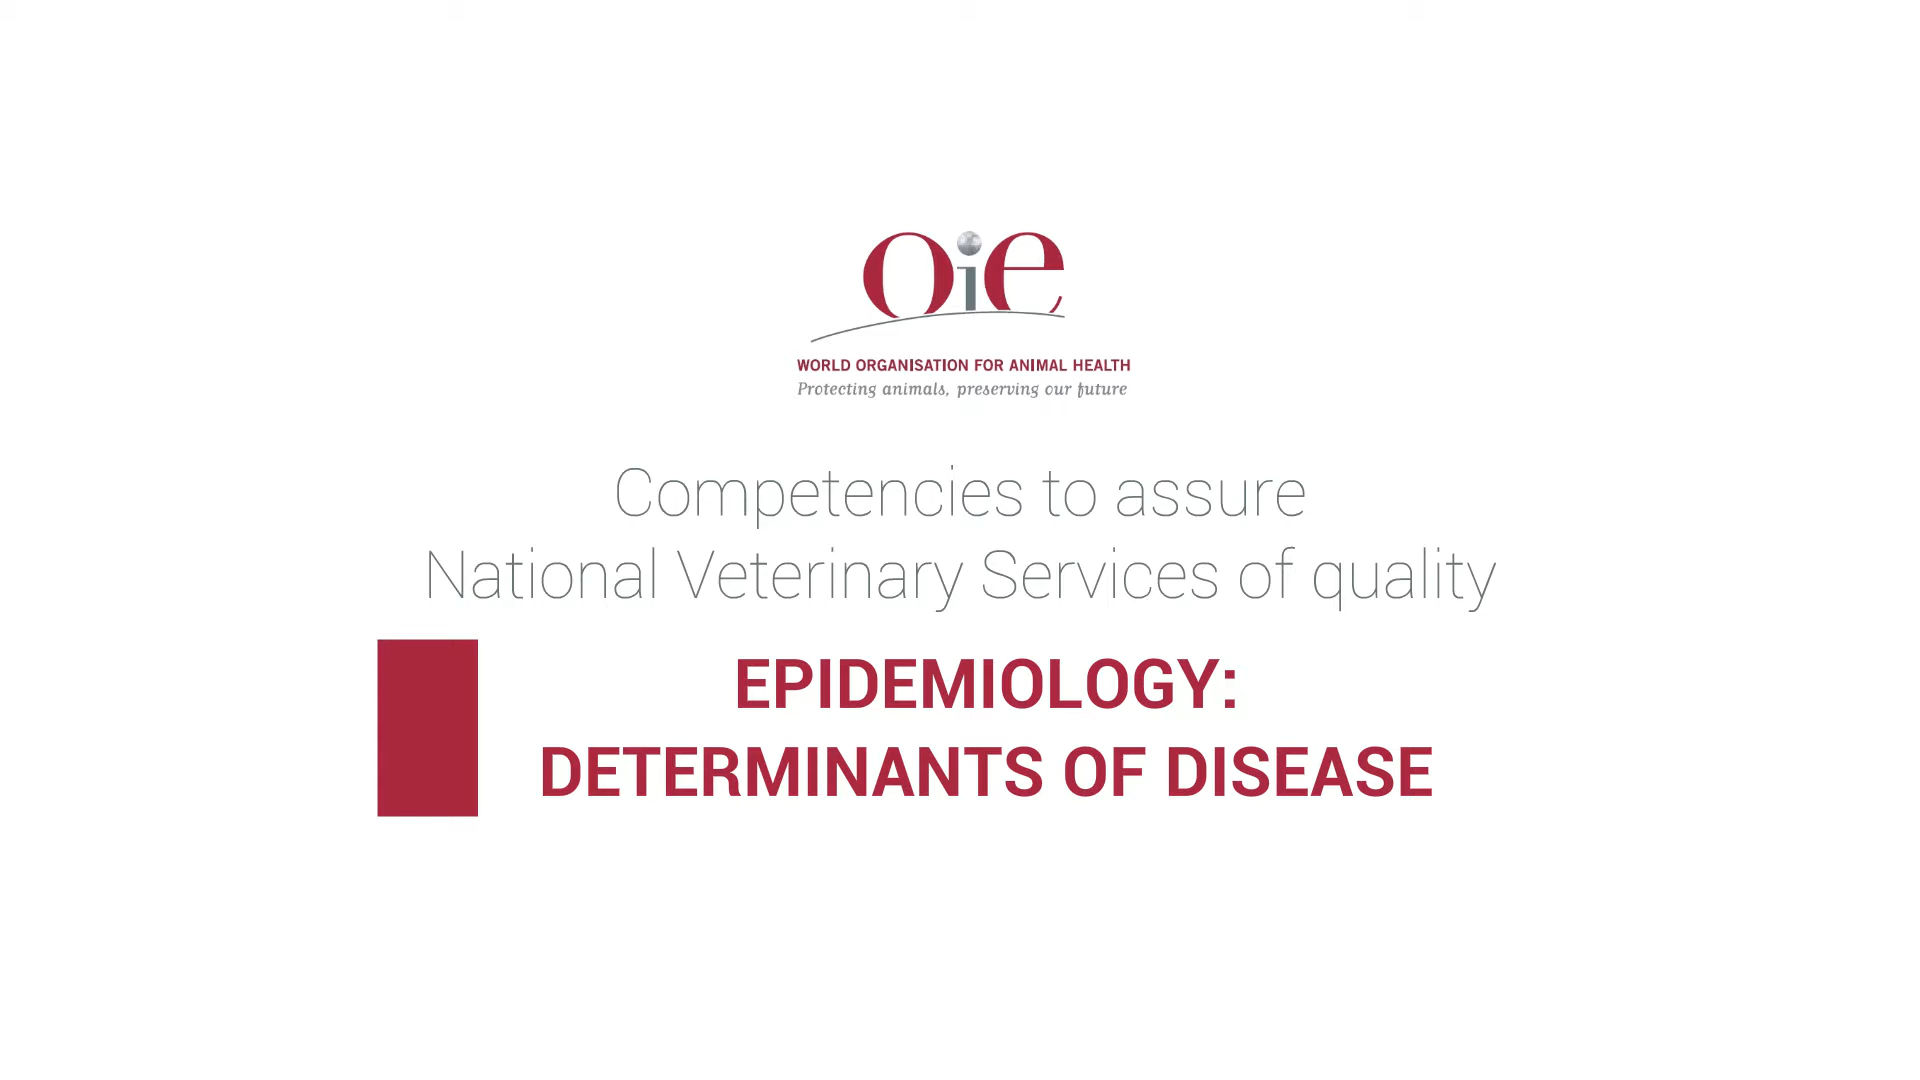 oie
WORLD ORGANISATION FOR ANIMAL HEALTH
Protecting animals, preserving our future
Competencies to assure
National Veterinary Services of quality
EPIDEMIOLOGY:
DETERMINANTS OF DISEASE